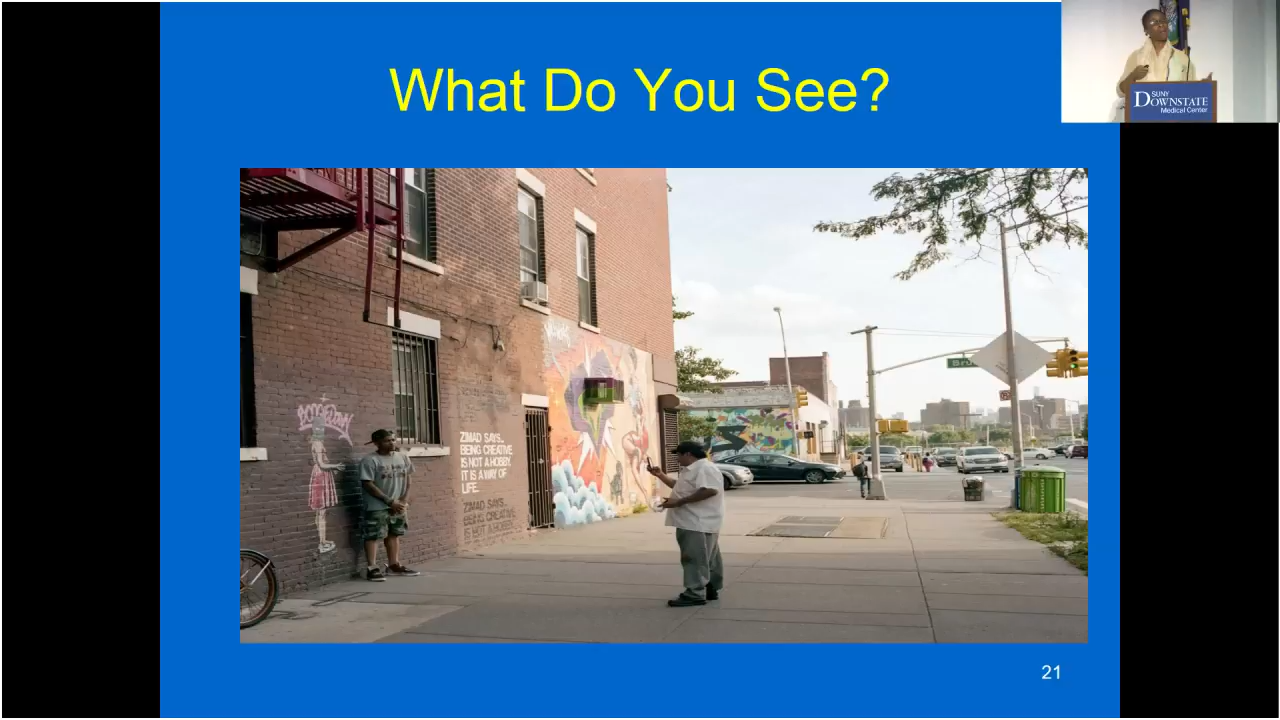 What Do You See?
SUNY
DOWNSTATE
Medical Center
ZIMAD SAYS...
BEING CREATIVE
IS NOT A HOBBY.
IT IS A WAY OF
LIFE.
ZIMAD SAYS...
BEING CREATIVE
IS NOT A HOBBY
Bru
21